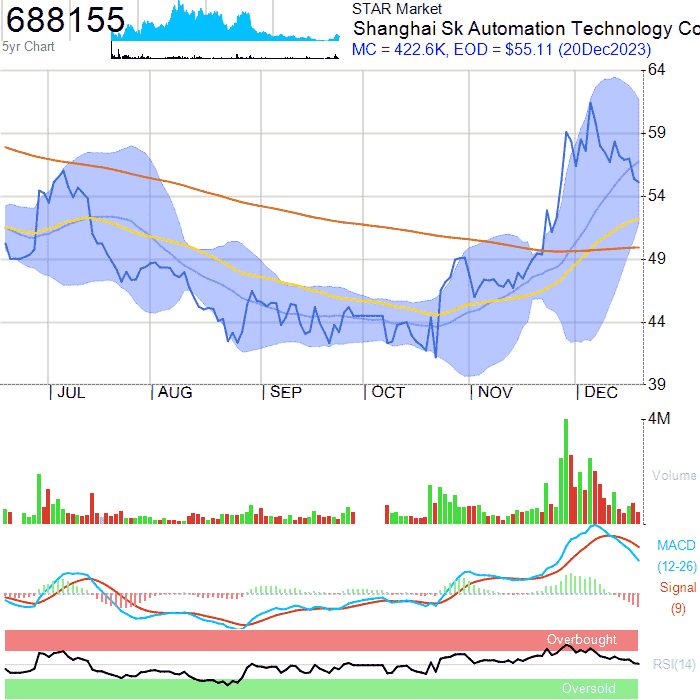 688155
5yr Chart
STAR Market
Shanghai Sk Automation Technology Co
MC = 422.6K, EOD = $55.11 (20Dec2023)
64
59
54
49
44
39
JUL AUG SEP OCT NOV DEC
4M
Volume
MACD
(12-26)
Signal
(9)
Overbought
RSI(14)
Oversold